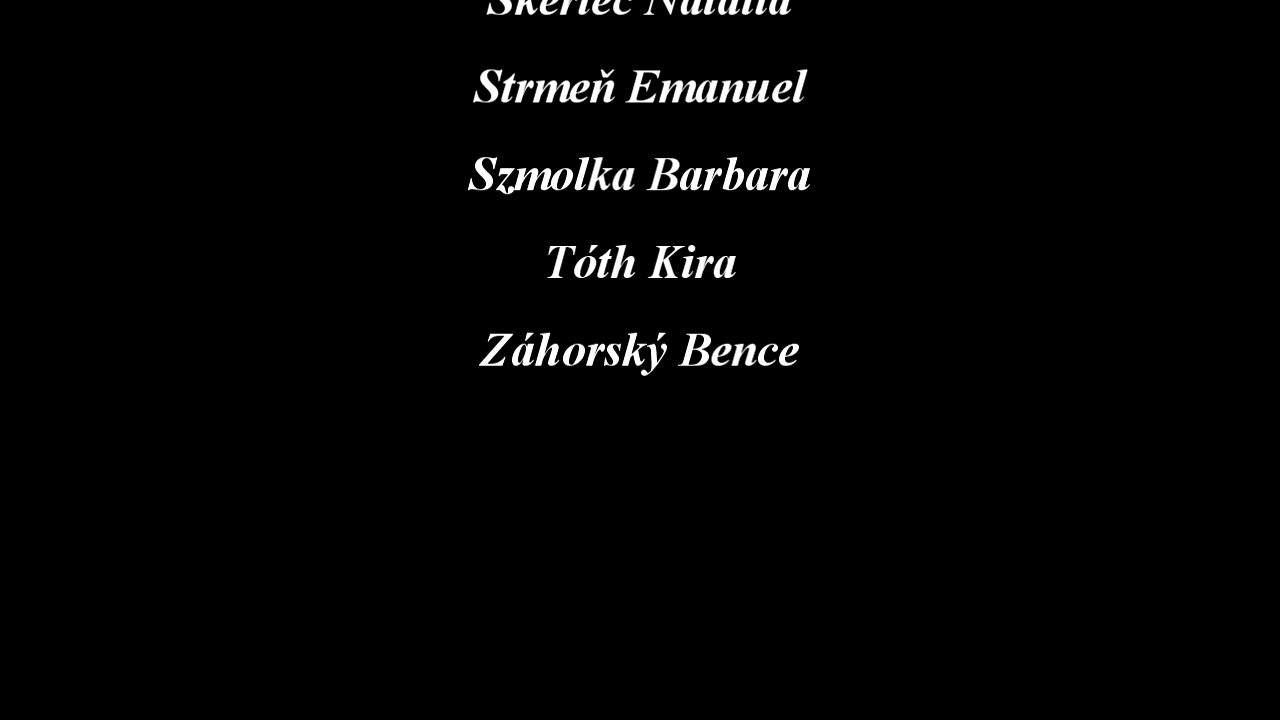 Strmeň Emanuel
Szmolka Barbara
Tóth Kira
Záhorský Bence